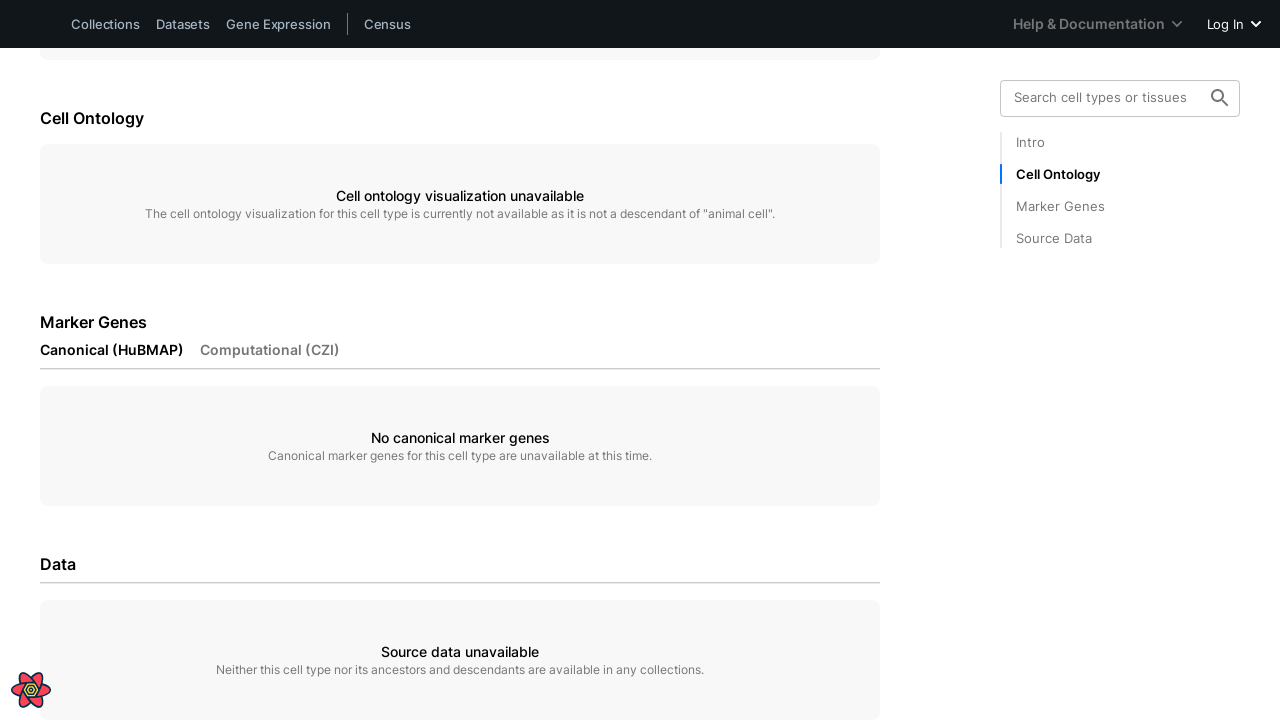 Collections Datasets Gene Expression Census Help & Documentation Log In
Search cell types or tissues
Intro
Cell Ontology
Marker Genes
Source Data
Cell Ontology
Cell ontology visualization unavailable
The cell ontology visualization for this cell type is currently not available as it is not a descendant of "animal cell".
Marker Genes
Canonical (HuBMAP) Computational (CZI)
No canonical marker genes
Canonical marker genes for this cell type are unavailable at this time.
Data
Source data unavailable
Neither this cell type nor its ancestors and descendants are available in any collections.